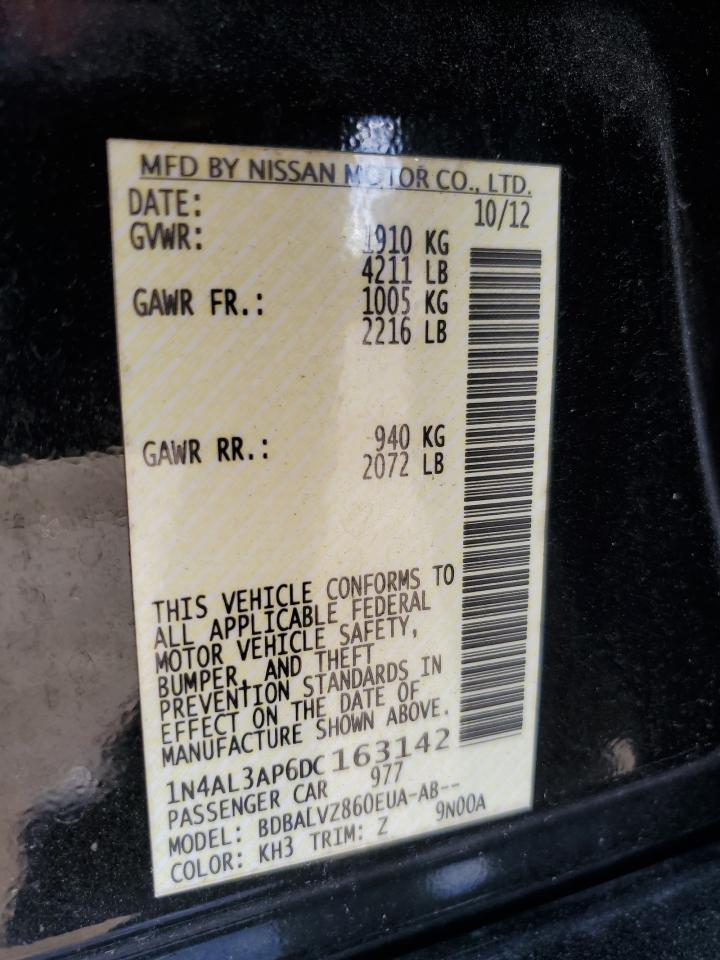 MFD BY NISSAN MOTOR CO., LTD.
DATE: 10/12
GVWR: 1910 KG
4211 LB
GAWR FR.: 1005 KG
2216 LB
GAWR RR.: 940 KG
2072 LB
THIS VEHICLE CONFORMS TO
ALL APPLICABLE FEDERAL
MOTOR VEHICLE SAFETY,
BUMPER, AND THEFT
PREVENTION STANDARDS IN
EFFECT ON THE DATE OF
MANUFACTURE SHOWN ABOVE.
1N4AL3AP6DC163142
PASSENGER CAR 977
MODEL: BDBALVZ860EUA-AB--
COLOR: KH3 TRIM: Z 9N00A